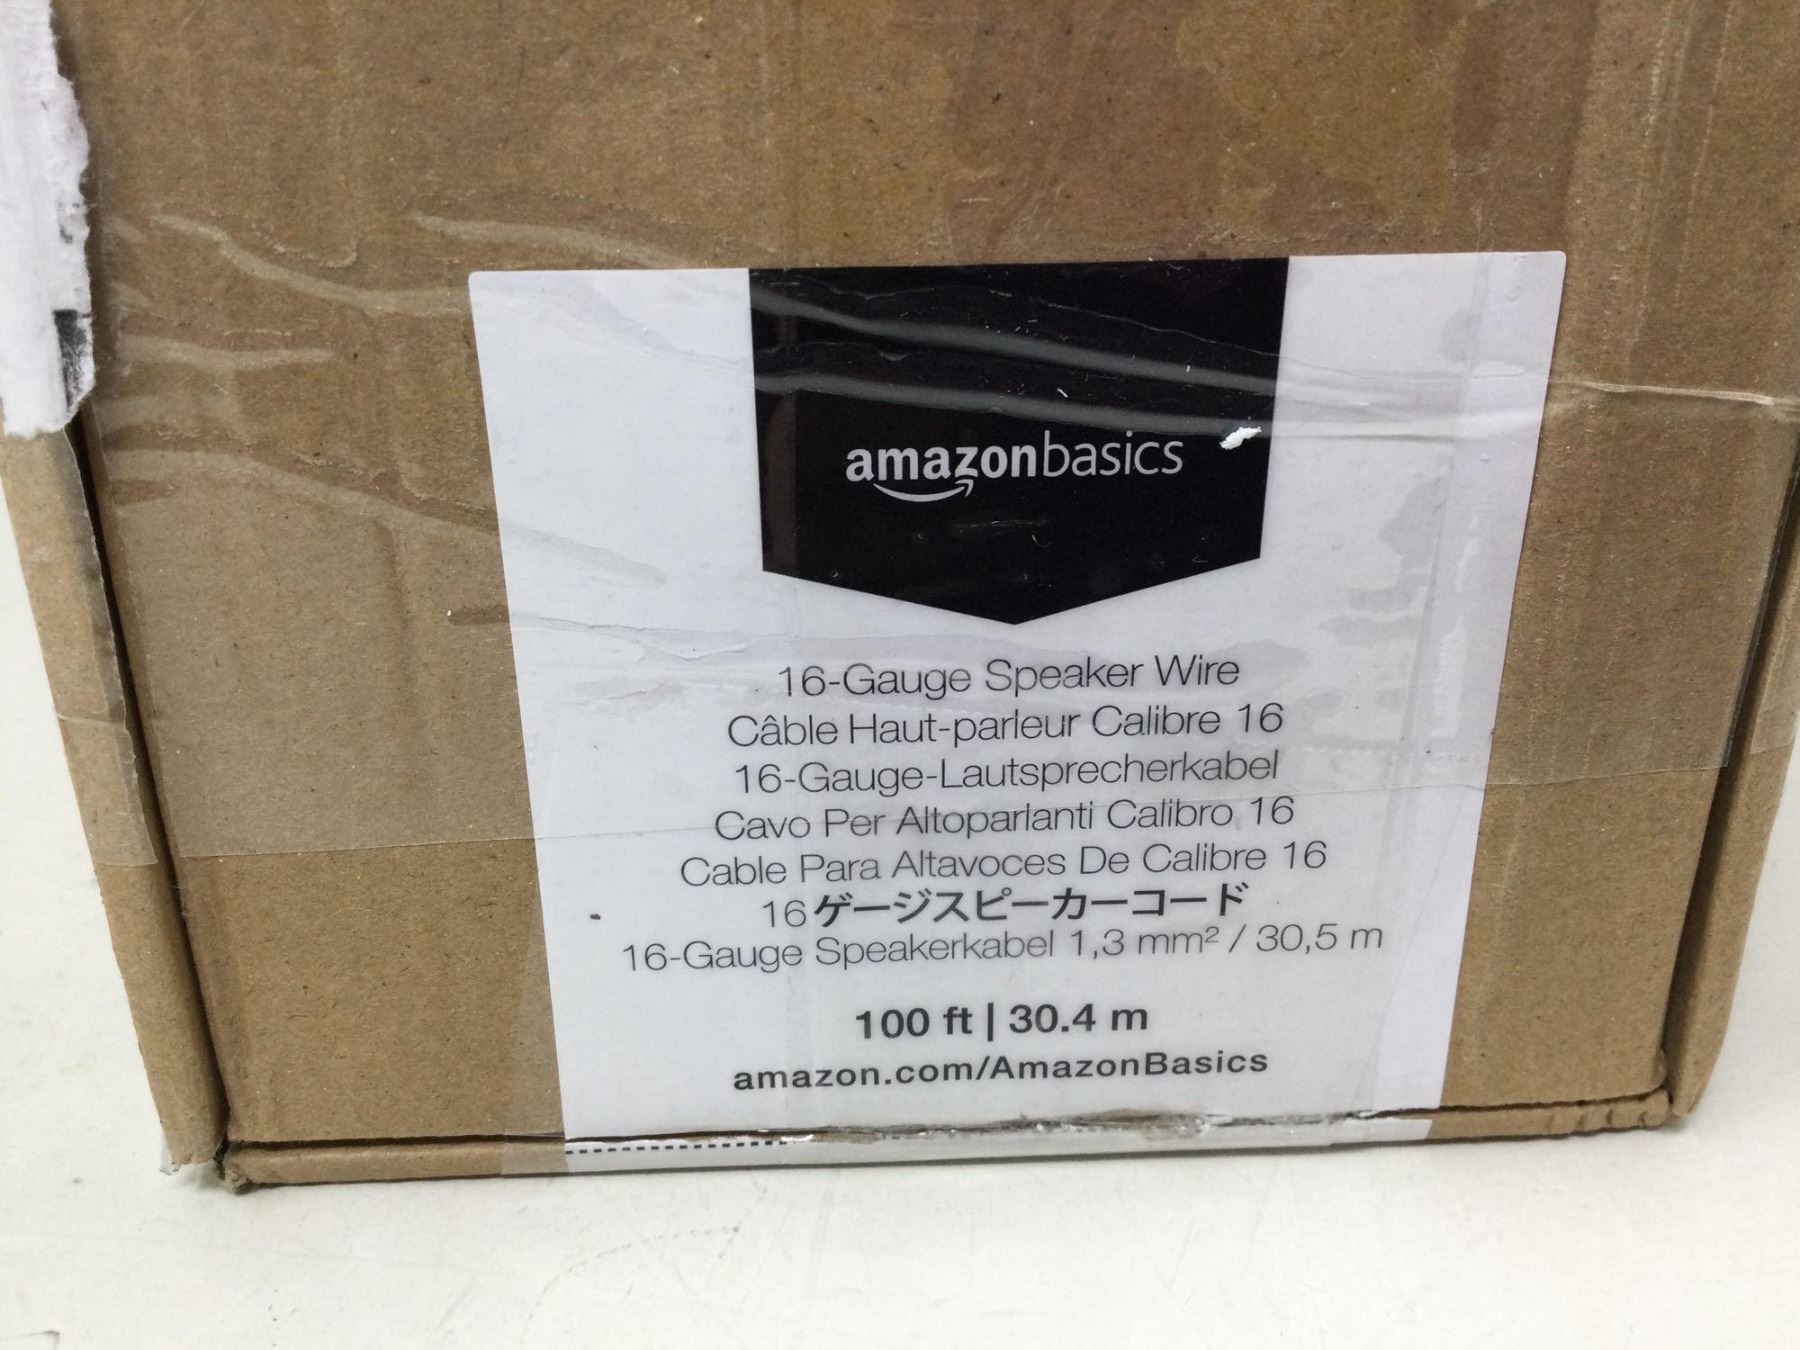 amazonbasics
16-Gauge Speaker Wire
Câble Haut-parleur Calibre 16
16-Gauge-Lautsprecherkabel
Cavo Per Altoparlanti Calibro 16
Cable Para Altavoces De Calibre 16
16ゲージスピーカーコード
16-Gauge Speakerkabel 1,3 mm² / 30,5 m
100 ft | 30.4 m
amazon.com/AmazonBasics